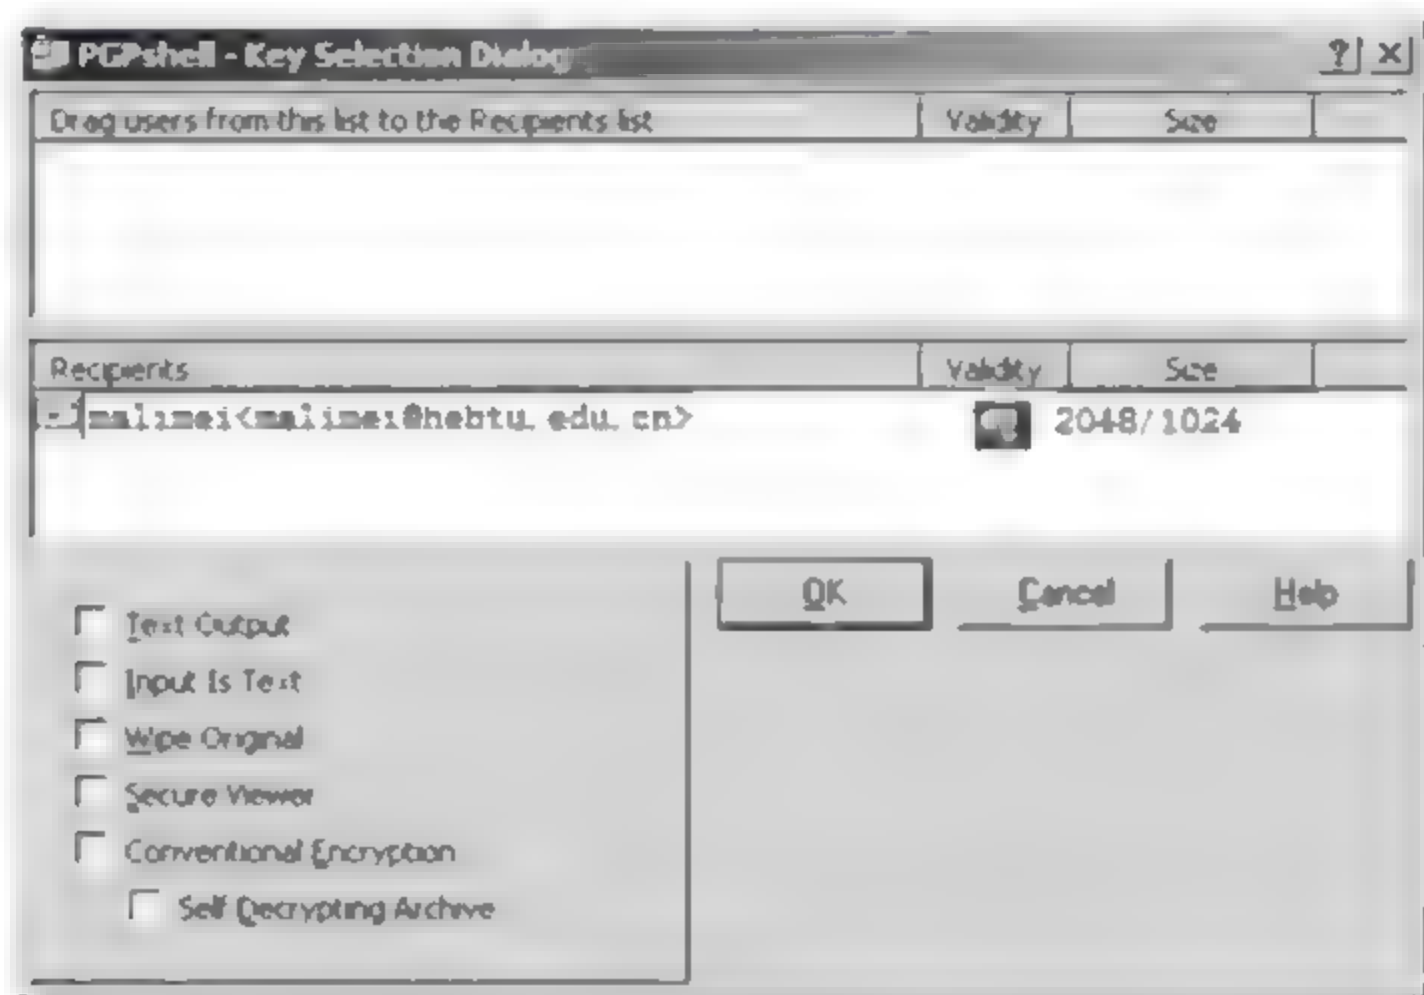 PGPshell - Key Selection Dialog
Drag users from this list to the Recipients list Validity Size
Recipients Validity Size
malimei<malimei@hebtu.edu.cn> 2048/1024
OK Cancel Help
Text Output
Input Is Text
Wipe Original
Secure Viewer
Conventional Encryption
Self Decrypting Archive